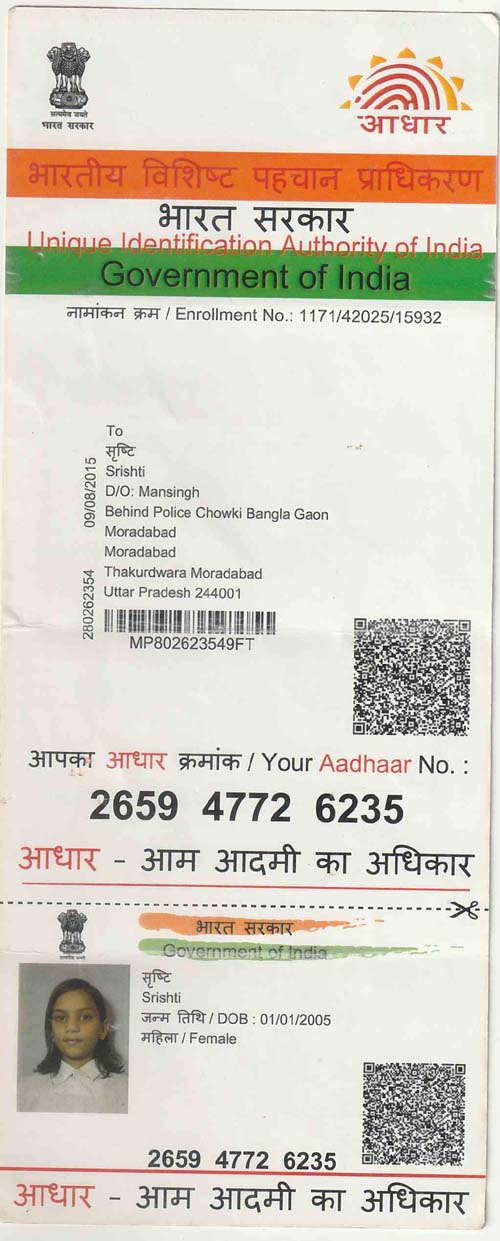 सत्यमेव जयते
भारत सरकार
आधार
भारतीय विशिष्ट पहचान प्राधिकरण
भारत सरकार
Unique Identification Authority of India
Government of India
नामांकन क्रम / Enrollment No.: 1171/42025/15932
To
सृष्टि
Srishti
D/O: Mansingh
Behind Police Chowki Bangla Gaon
Moradabad
Moradabad
Thakurdwara Moradabad
Uttar Pradesh 244001
09/08/2015
280262354
MP802623549FT
आपका आधार क्रमांक / Your Aadhaar No. :
2659 4772 6235
आधार - आम आदमी का अधिकार
सत्यमेव जयते
भारत सरकार
Government of India
सृष्टि
Srishti
जन्म तिथि / DOB : 01/01/2005
महिला / Female
2659 4772 6235
आधार - आम आदमी का अधिकार